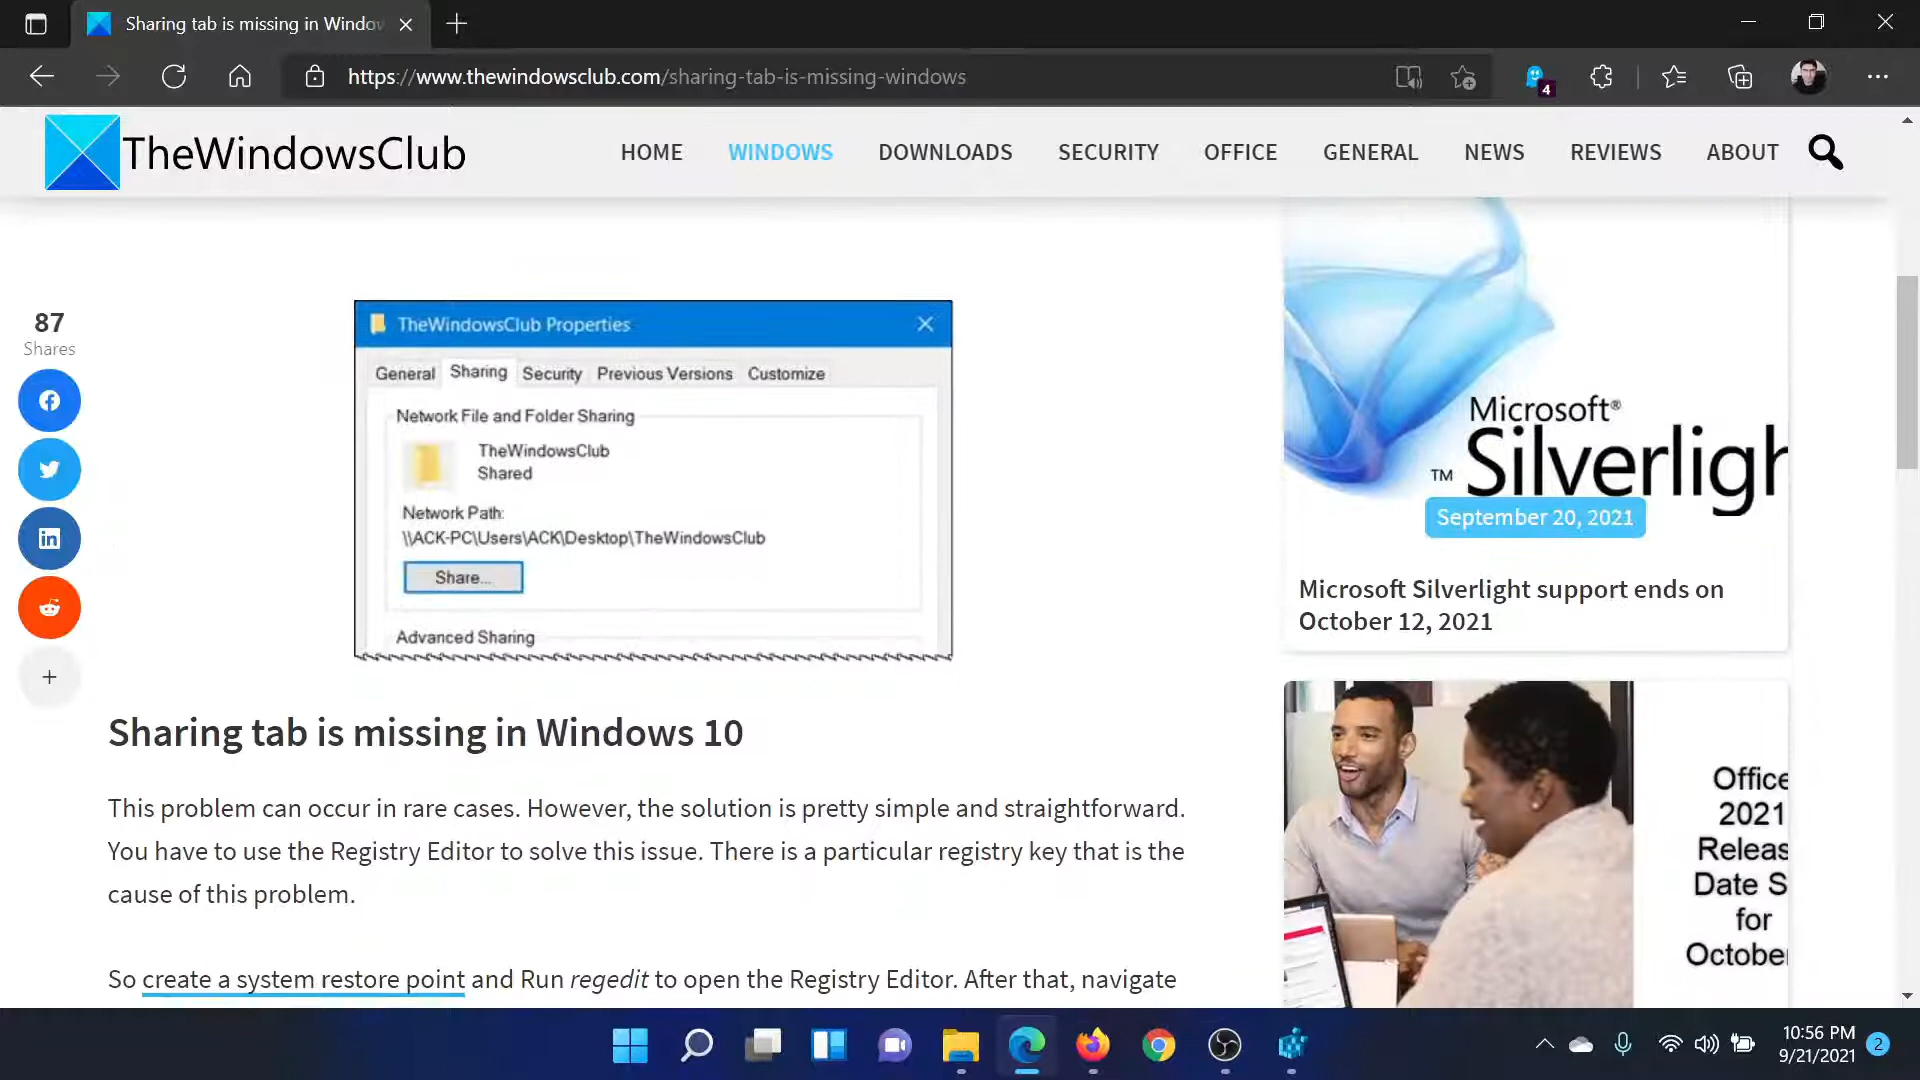 Sharing tab is missing in Window
https://www.thewindowsclub.com/sharing-tab-is-missing-windows
4
TheWindowsClub
HOME
WINDOWS
DOWNLOADS
SECURITY
OFFICE
GENERAL
NEWS
REVIEWS
ABOUT
87
Shares
TheWindowsClub Properties
General
Sharing
Security
Previous Versions
Customize
Network File and Folder Sharing
TheWindowsClub
Shared
Network Path:
\\ACK-PC\Users\ACK\Desktop\TheWindowsClub
Share...
Advanced Sharing
Sharing tab is missing in Windows 10
This problem can occur in rare cases. However, the solution is pretty simple and straightforward.
You have to use the Registry Editor to solve this issue. There is a particular registry key that is the
cause of this problem.
So create a system restore point and Run regedit to open the Registry Editor. After that, navigate
Microsoft®
Silverligh
TM
September 20, 2021
Microsoft Silverlight support ends on
October 12, 2021
Office
2021
Releas
Date S
for
October
10:56 PM
9/21/2021
2